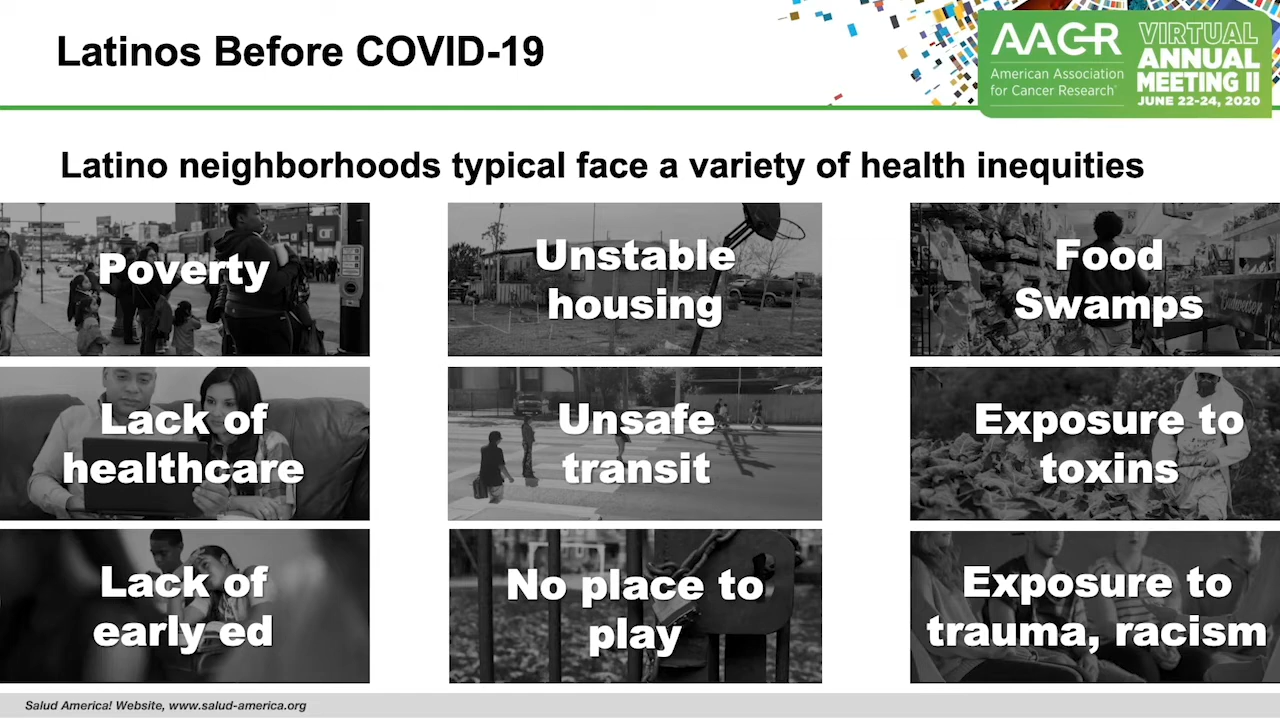 Latinos Before COVID-19
AACR
American Association
for Cancer Research
VIRTUAL
ANNUAL
MEETING II
JUNE 22-24, 2020
Latino neighborhoods typical face a variety of health inequities
Poverty
Unstable
housing
Food
Swamps
Lack of
healthcare
Unsafe
transit
Exposure to
toxins
Lack of
early ed
No place to
play
Exposure to
trauma, racism
Salud America! Website, www.salud-america.org